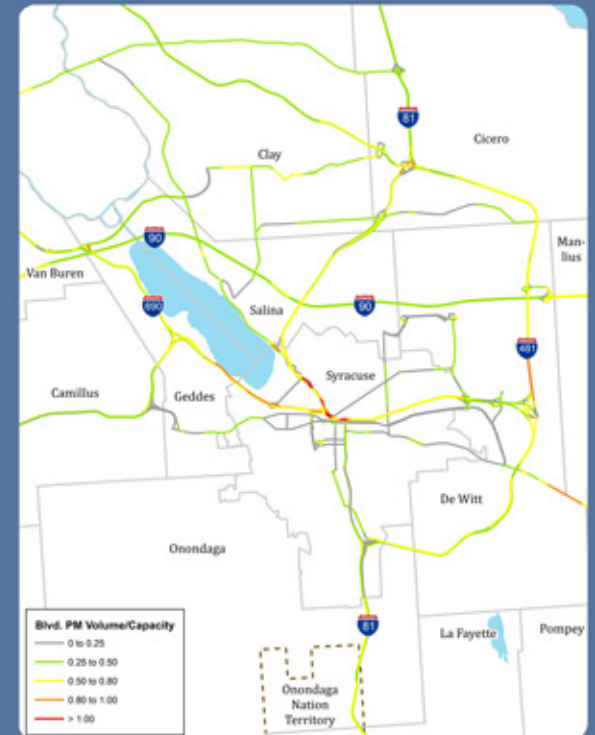 81
Cicero
Clay
90
Man-
lius
Van Buren
690
Salina
90
481
Syracuse
Camillus
Geddes
De Witt
Onondaga
81
La Fayette
Pompey
Onondaga
Nation
Territory
Blvd. PM Volume/Capacity
0 to 0.25
0.25 to 0.50
0.50 to 0.80
0.80 to 1.00
> 1.00